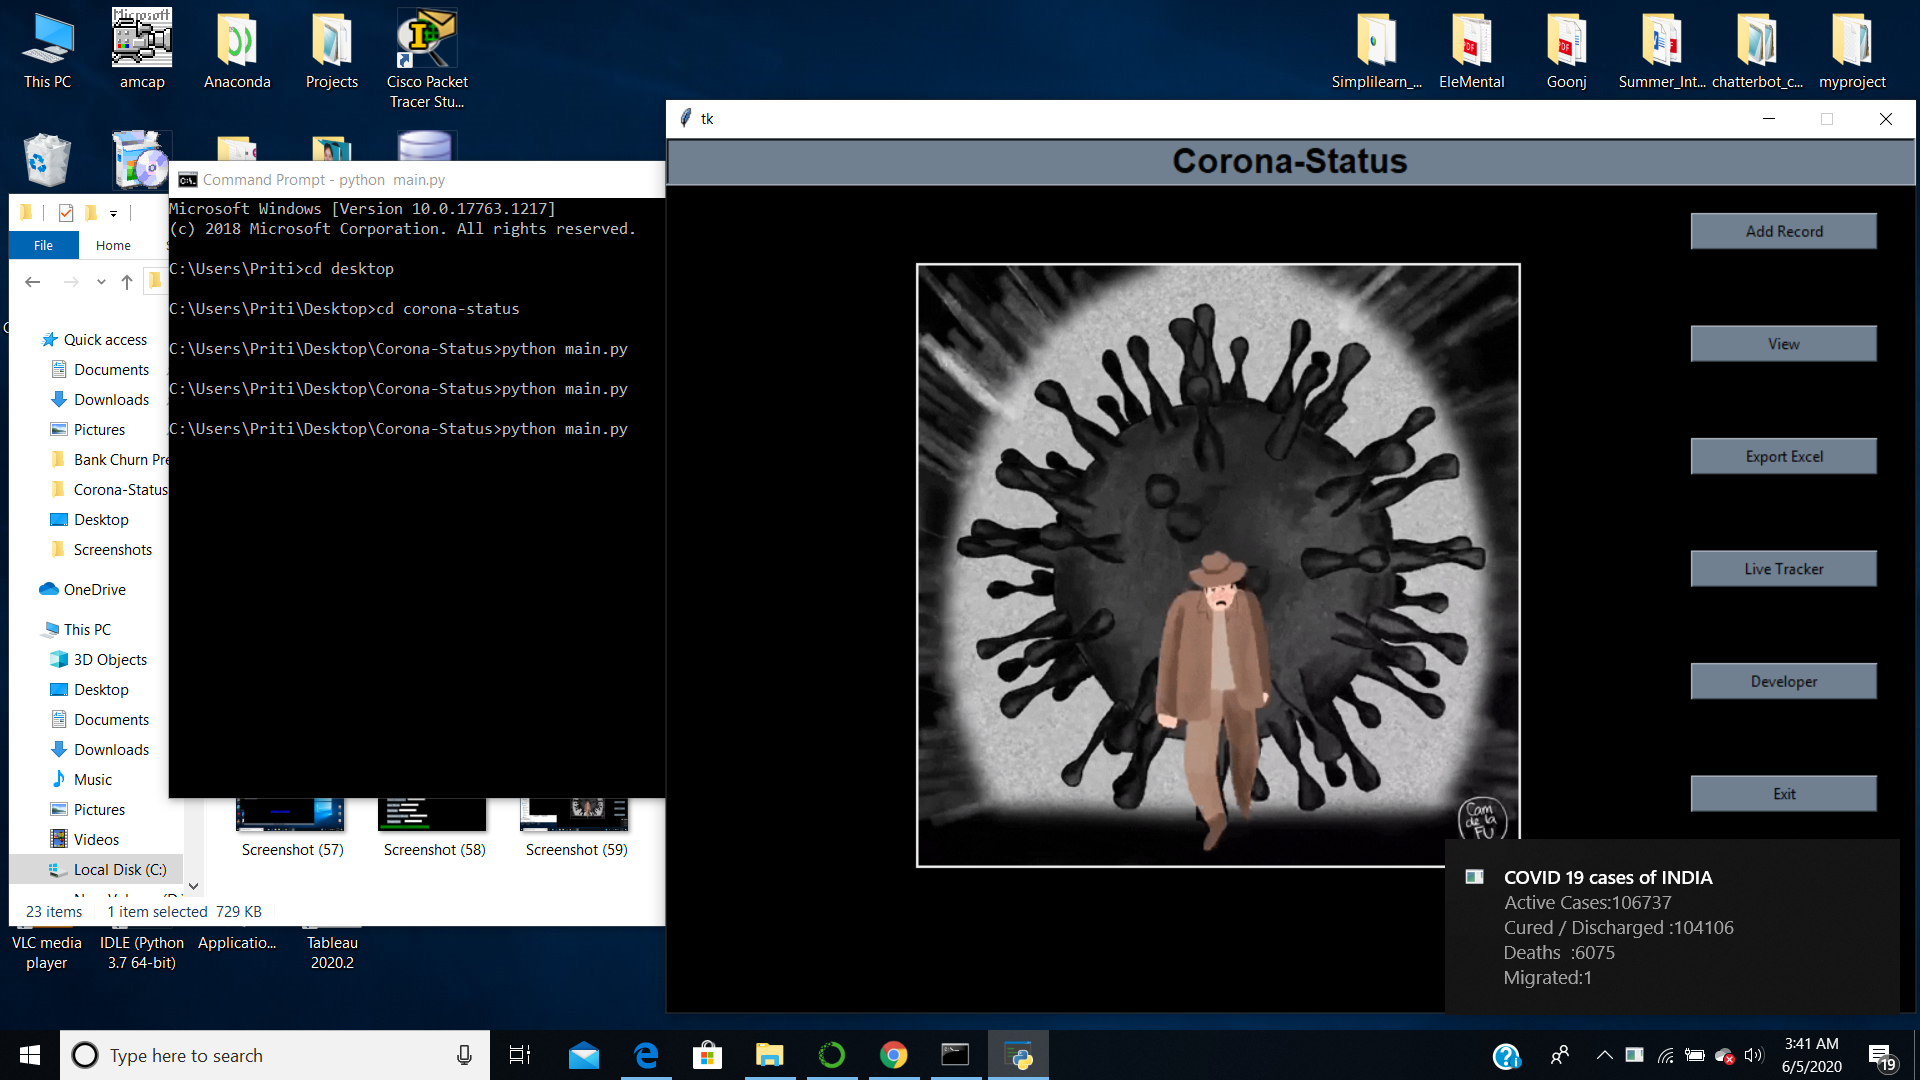 Microsoft
This PC
amcap
Anaconda
Projects
Cisco Packet
Tracer Stu...
Simplilearn_...
EleMental
Goonj
Summer_Int...
chatterbot_c...
myproject
Command Prompt - python  main.py
Microsoft Windows [Version 10.0.17763.1217]
(c) 2018 Microsoft Corporation. All rights reserved.
C:\Users\Priti>cd desktop
C:\Users\Priti\Desktop>cd corona-status
C:\Users\Priti\Desktop\Corona-Status>python main.py
C:\Users\Priti\Desktop\Corona-Status>python main.py
C:\Users\Priti\Desktop\Corona-Status>python main.py
File
Home
Quick access
Documents
Downloads
Pictures
Bank Churn Pre
Corona-Status
Desktop
Screenshots
OneDrive
This PC
3D Objects
Desktop
Documents
Downloads
Music
Pictures
Videos
Local Disk (C:)
Screenshot (57)
Screenshot (58)
Screenshot (59)
23 items
1 item selected  729 KB
VLC media
player
IDLE (Python
3.7 64-bit)
Applicatio...
Tableau
2020.2
tk
Corona-Status
Add Record
View
Export Excel
Live Tracker
Developer
Exit
Cam
de la
FU
COVID 19 cases of INDIA
Active Cases:106737
Cured / Discharged :104106
Deaths  :6075
Migrated:1
Type here to search
3:41 AM
6/5/2020
19